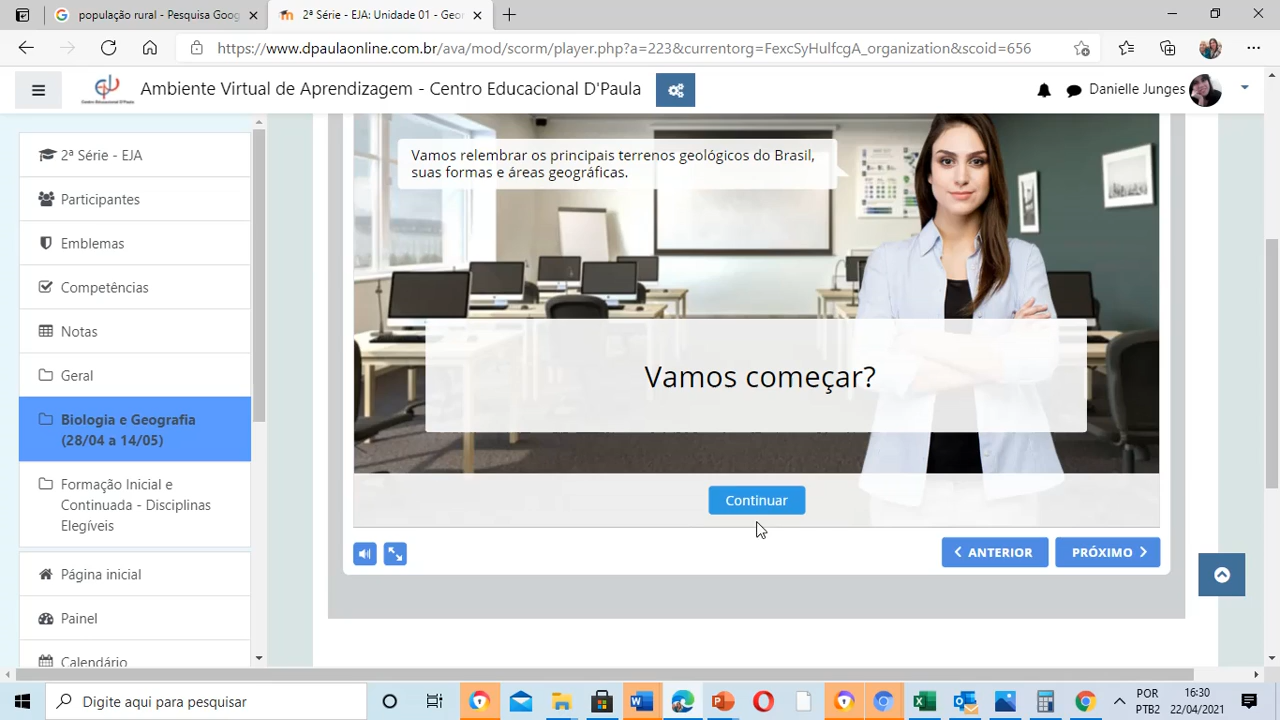 população rural - Pesquisa Goog
2ª Série - EJA: Unidade 01 - Geor
https://www.dpaulaonline.com.br/ava/mod/scorm/player.php?a=223&currentorg=FexcSyHulfcgA_organization&scoid=656
Ambiente Virtual de Aprendizagem - Centro Educacional D'Paula
Danielle Junges
Centro Educacional D'Paula
2ª Série - EJA
Participantes
Emblemas
Competências
Notas
Geral
Biologia e Geografia
(28/04 a 14/05)
Formação Inicial e
Continuada - Disciplinas
Elegíveis
Página inicial
Painel
Calendário
Vamos relembrar os principais terrenos geológicos do Brasil,
suas formas e áreas geográficas.
Vamos começar?
Continuar
ANTERIOR
PRÓXIMO
Digite aqui para pesquisar
POR
PTB2
16:30
22/04/2021